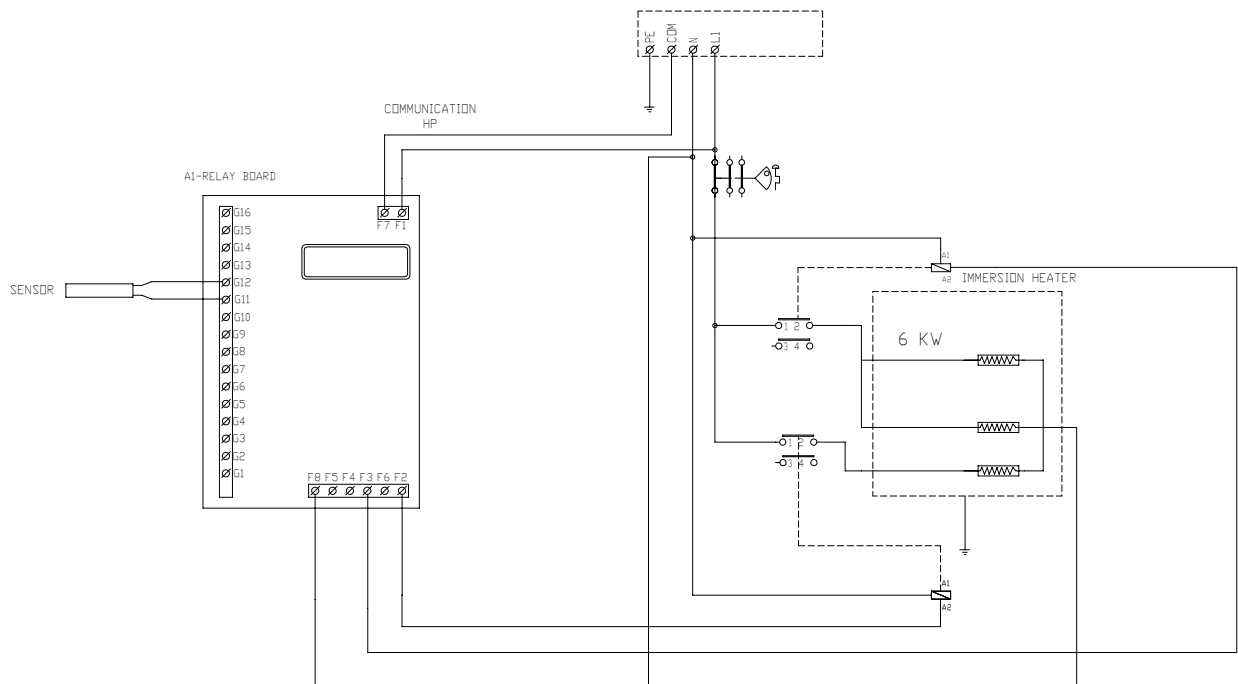 PE
COM
N
L1
COMMUNICATION
HP
A1-RELAY BOARD
G16
G15
G14
G13
G12
G11
G10
G9
G8
G7
G6
G5
G4
G3
G2
G1
F7 F1
SENSOR
F8 F5 F4 F3 F6 F2
A1
A2 IMMERSION HEATER
1 2
3 4
6 KW
1 2
3 4
A1
A2